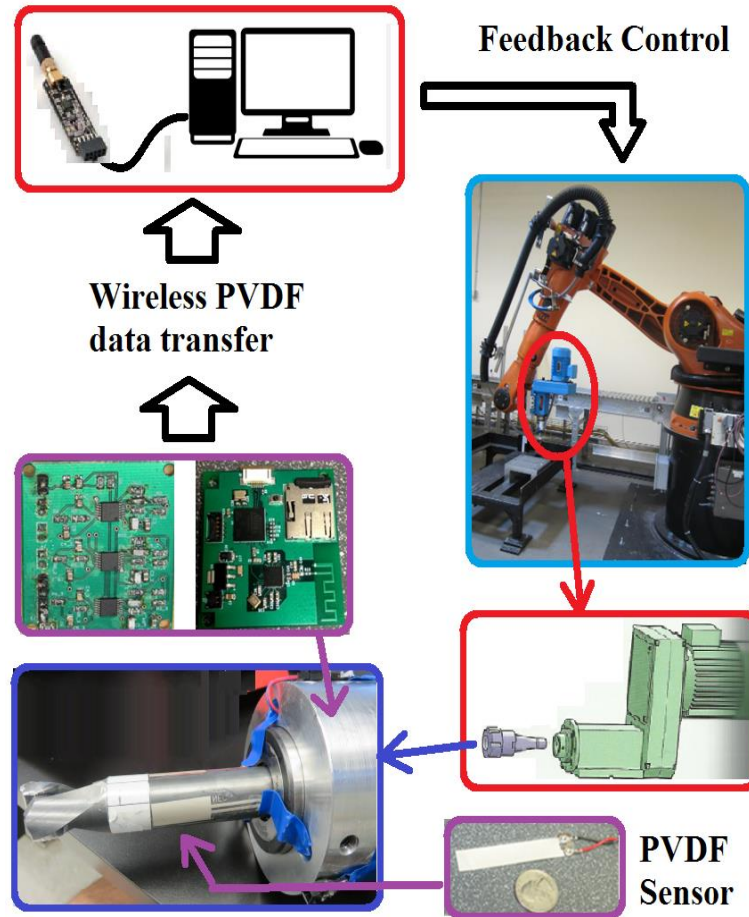 Feedback Control
Wireless PVDF
data transfer
PVDF
Sensor